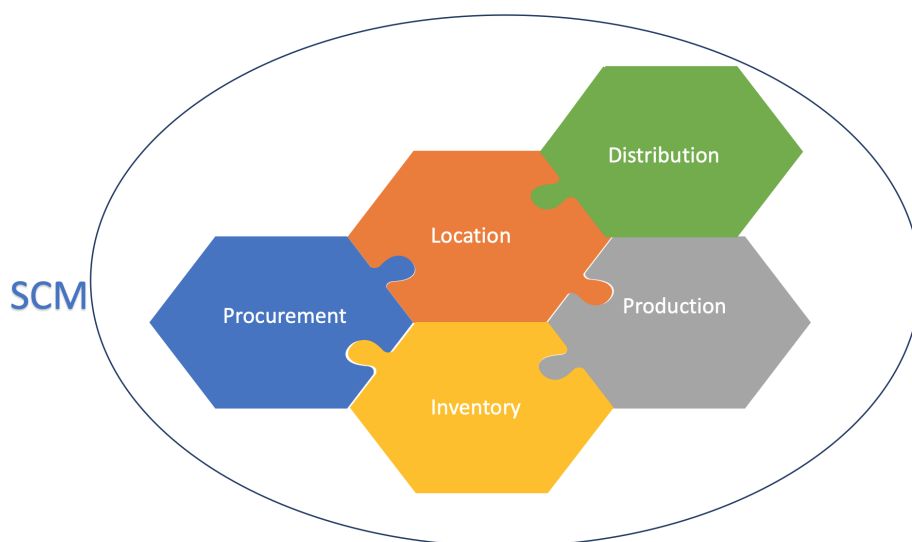 Distribution
Location
SCM
Procurement
Production
Inventory